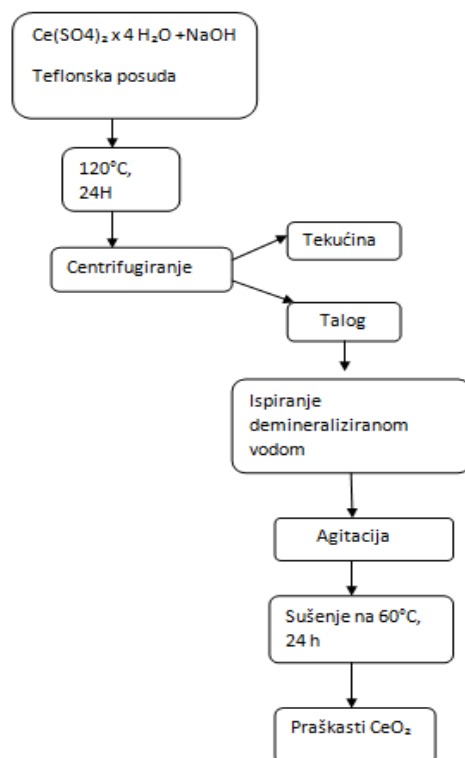 Ce(SO4)₂ x 4 H₂O +NaOH
Teflonska posuda
120°C,
24H
Centrifugiranje
Tekućina
Talog
Ispiranje
demineraliziranom
vodom
Agitacija
Sušenje na 60°C,
24 h
Praškasti CeO₂